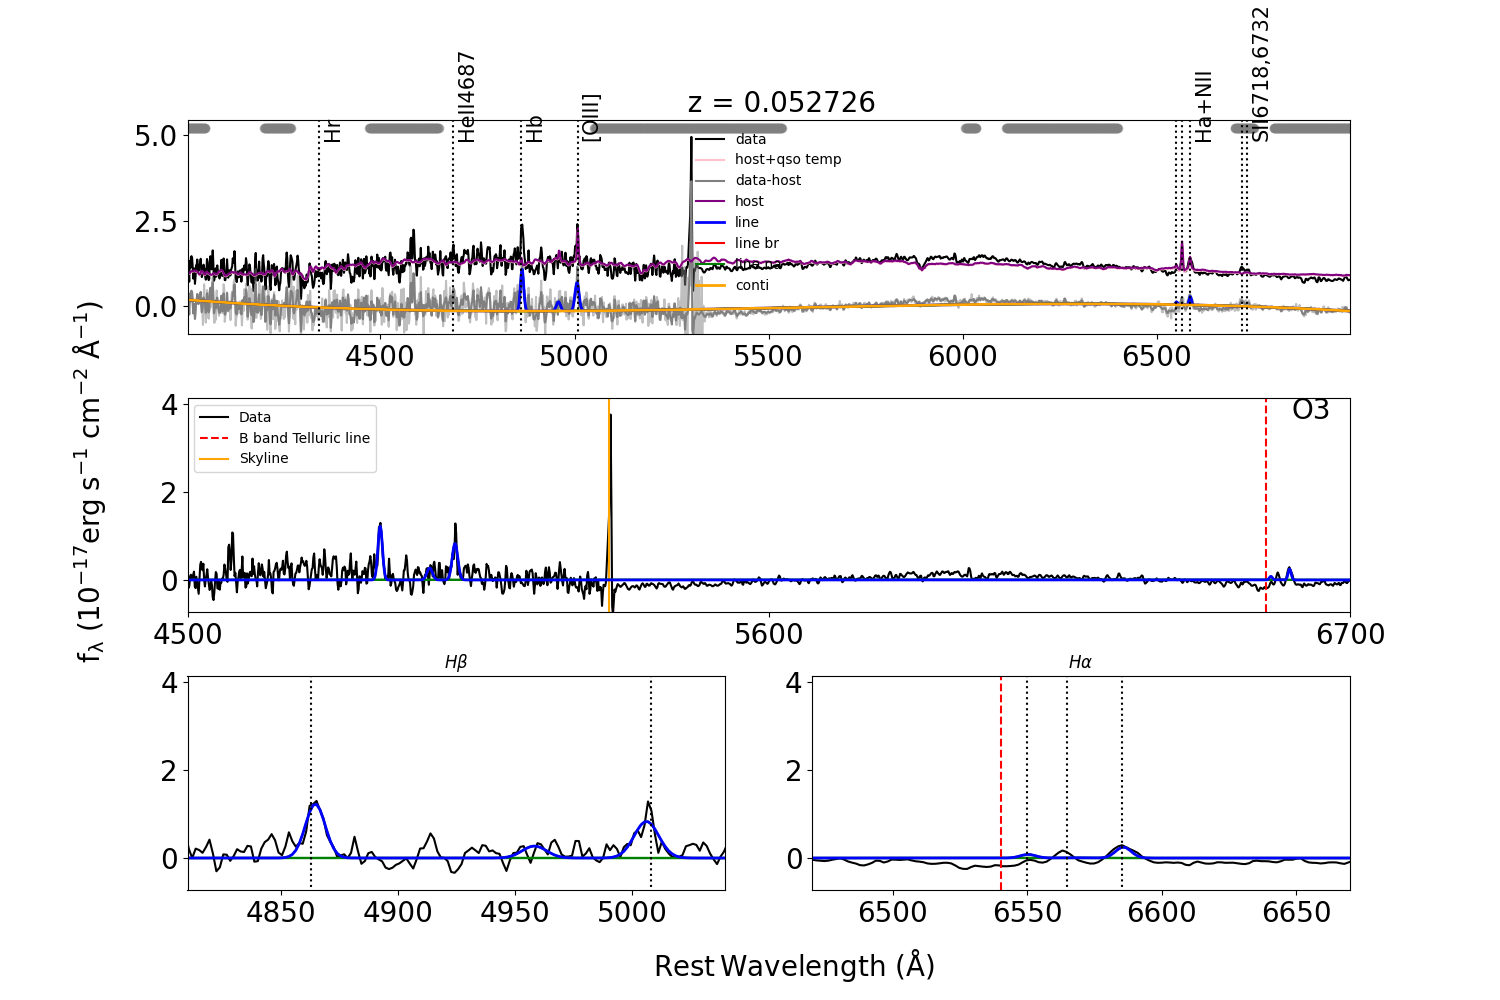 z = 0.052726
Hr
HeII4687
Hb
[OIII]
Ha+NII
SII6718,6732
5.0
2.5
0.0
data
host+qso temp
data-host
host
line
line br
conti
4500 5000 5500 6000 6500
fλ (10⁻¹⁷erg s⁻¹ cm⁻² Å⁻¹)
4
2
0
Data
B band Telluric line
Skyline
O3
4500 5600 6700
Hβ
4
2
0
4850 4900 4950 5000
Hα
4
2
0
6500 6550 6600 6650
Rest Wavelength (Å)